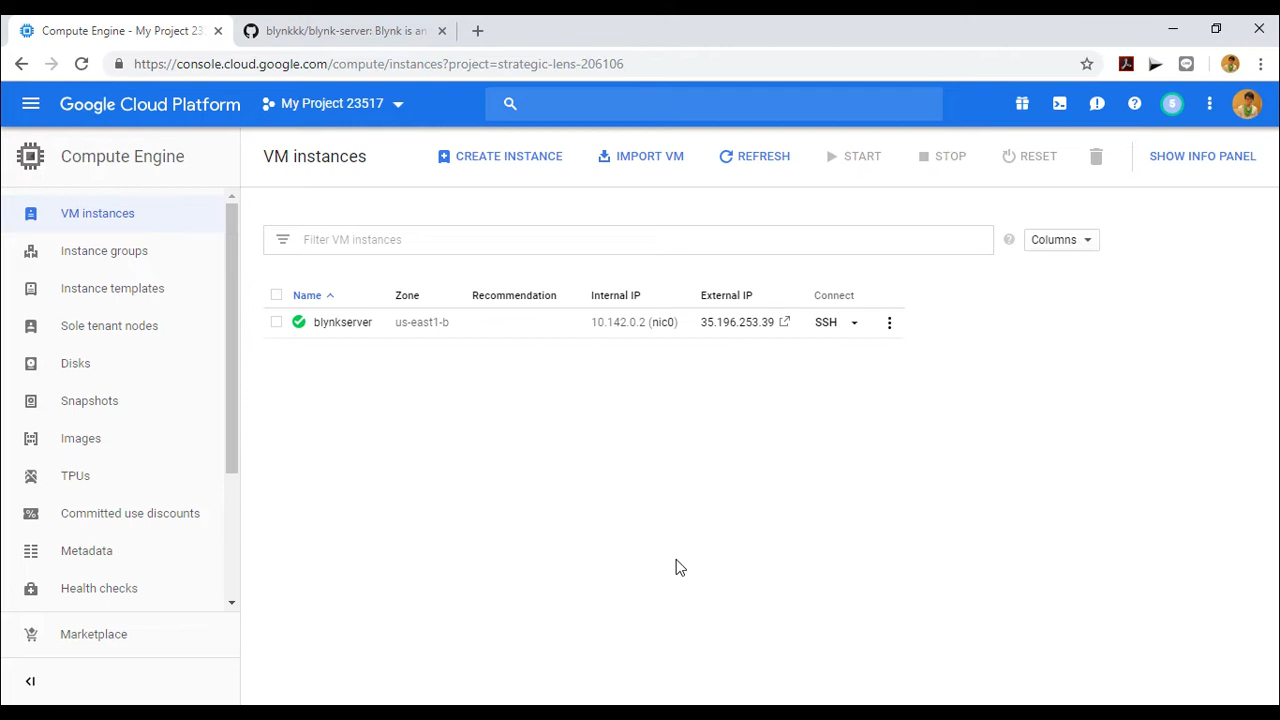 Compute Engine - My Project 23
blynkkk/blynk-server: Blynk is an
https://console.cloud.google.com/compute/instances?project=strategic-lens-206106
Google Cloud Platform
My Project 23517
5
Compute Engine
VM instances
CREATE INSTANCE
IMPORT VM
REFRESH
START
STOP
RESET
SHOW INFO PANEL
VM instances
Instance groups
Instance templates
Sole tenant nodes
Disks
Snapshots
Images
TPUs
Committed use discounts
Metadata
Health checks
Marketplace
Filter VM instances
Columns
Name Zone Recommendation Internal IP External IP Connect
blynkserver us-east1-b 10.142.0.2 (nic0) 35.196.253.39 SSH